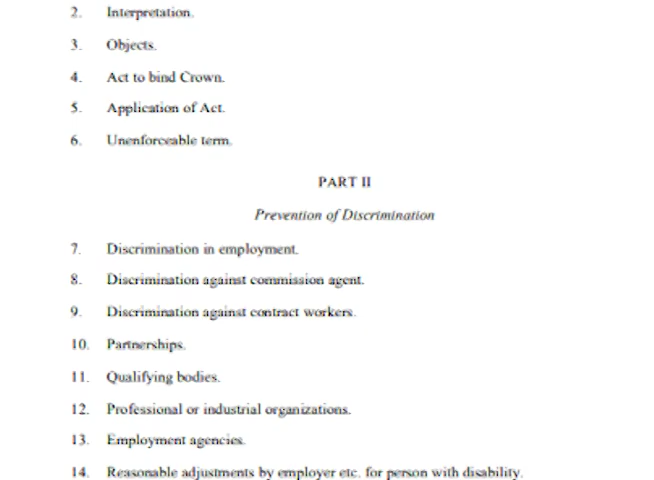 2. Interpretation.
3. Objects.
4. Act to bind Crown.
5. Application of Act.
6. Unenforceable term.
PART II
Prevention of Discrimination
7. Discrimination in employment.
8. Discrimination against commission agent.
9. Discrimination against contract workers.
10. Partnerships.
11. Qualifying bodies.
12. Professional or industrial organizations.
13. Employment agencies.
14. Reasonable adjustments by employer etc. for person with disability.